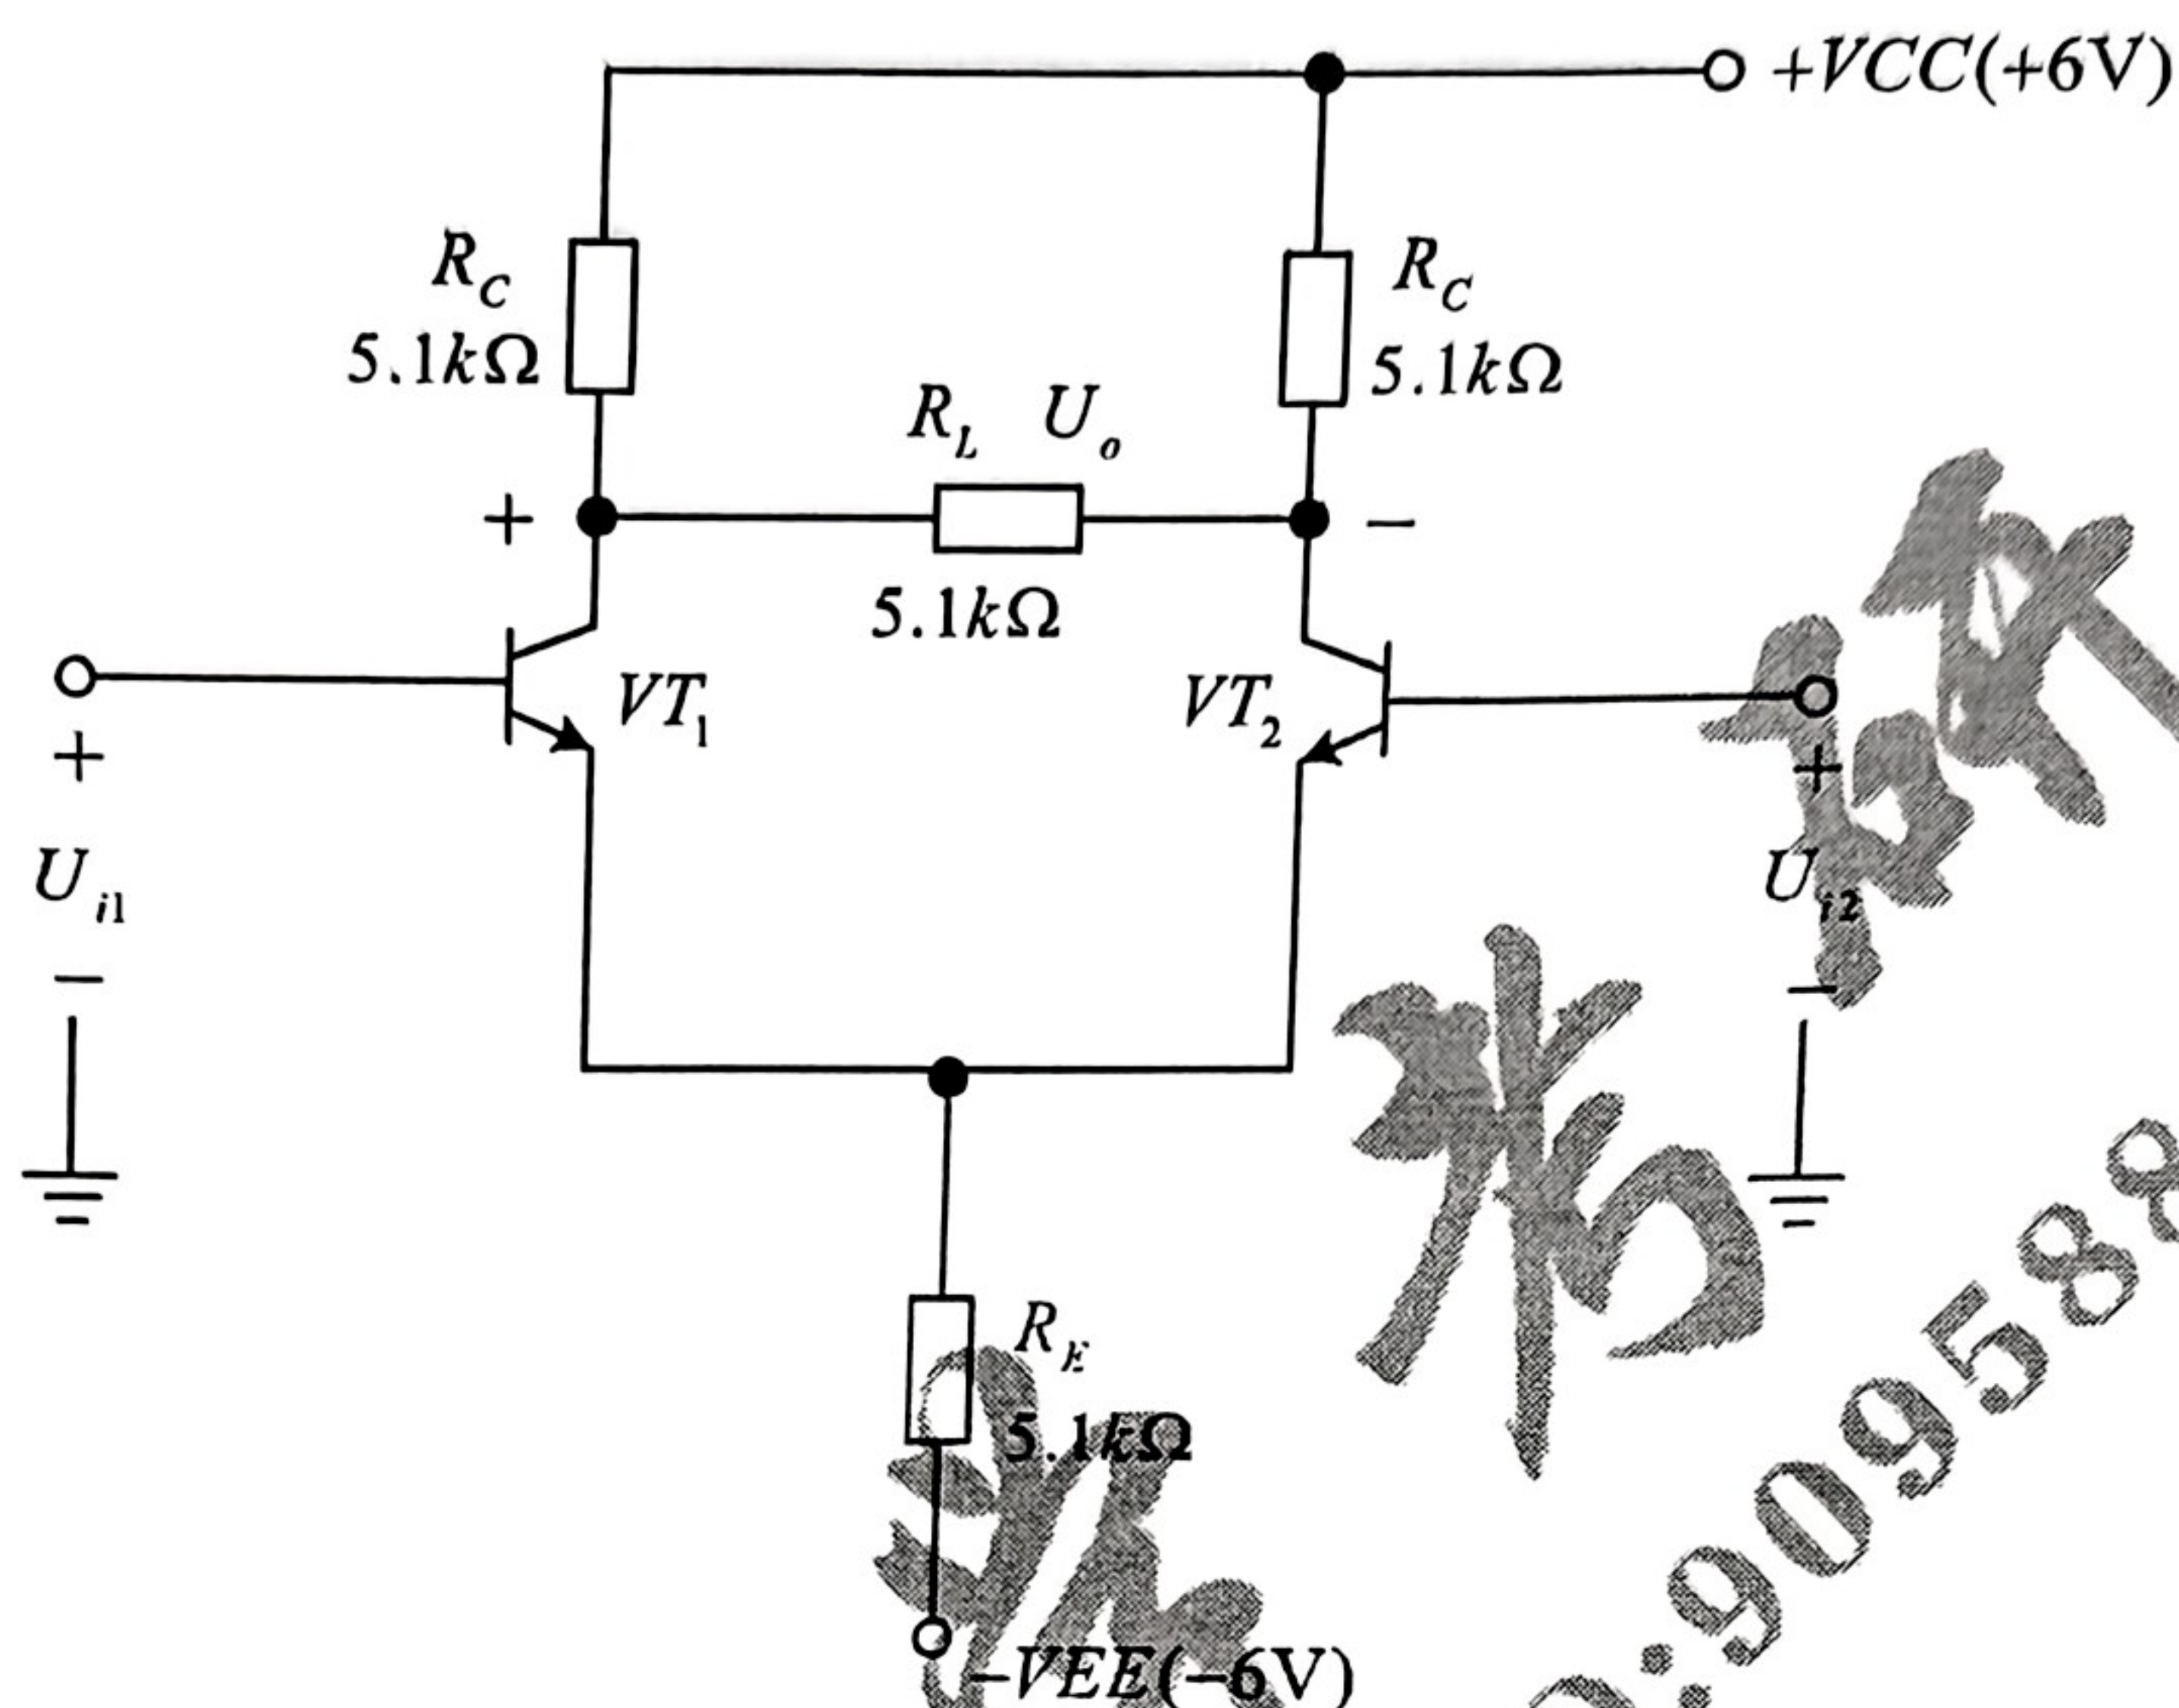 +VCC(+6V)
R_C
5.1kΩ
R_C
5.1kΩ
R_L U_o
+
−
5.1kΩ
VT_1
VT_2
+
+
U_i1
U_i2
−
−
R_E
5.1kΩ
−VEE(−6V)
:909588